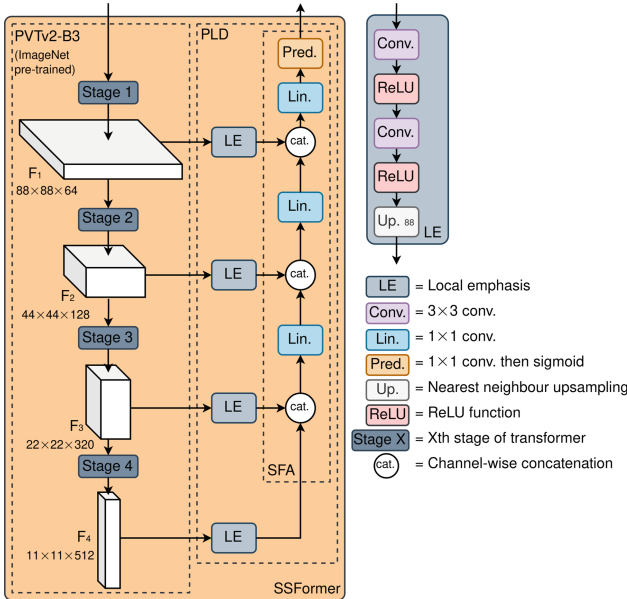 PVTv2-B3
(ImageNet
pre-trained)
Stage 1
F1
88×88×64
Stage 2
F2
44×44×128
Stage 3
F3
22×22×320
Stage 4
F4
11×11×512
PLD
LE
LE
LE
LE
Pred.
Lin.
cat.
Lin.
cat.
Lin.
cat.
SFA
SSFormer
Conv.
ReLU
Conv.
ReLU
Up. 88
LE
LE = Local emphasis
Conv. = 3×3 conv.
Lin. = 1×1 conv.
Pred. = 1×1 conv. then sigmoid
Up. = Nearest neighbour upsampling
ReLU = ReLU function
Stage X = Xth stage of transformer
cat. = Channel-wise concatenation